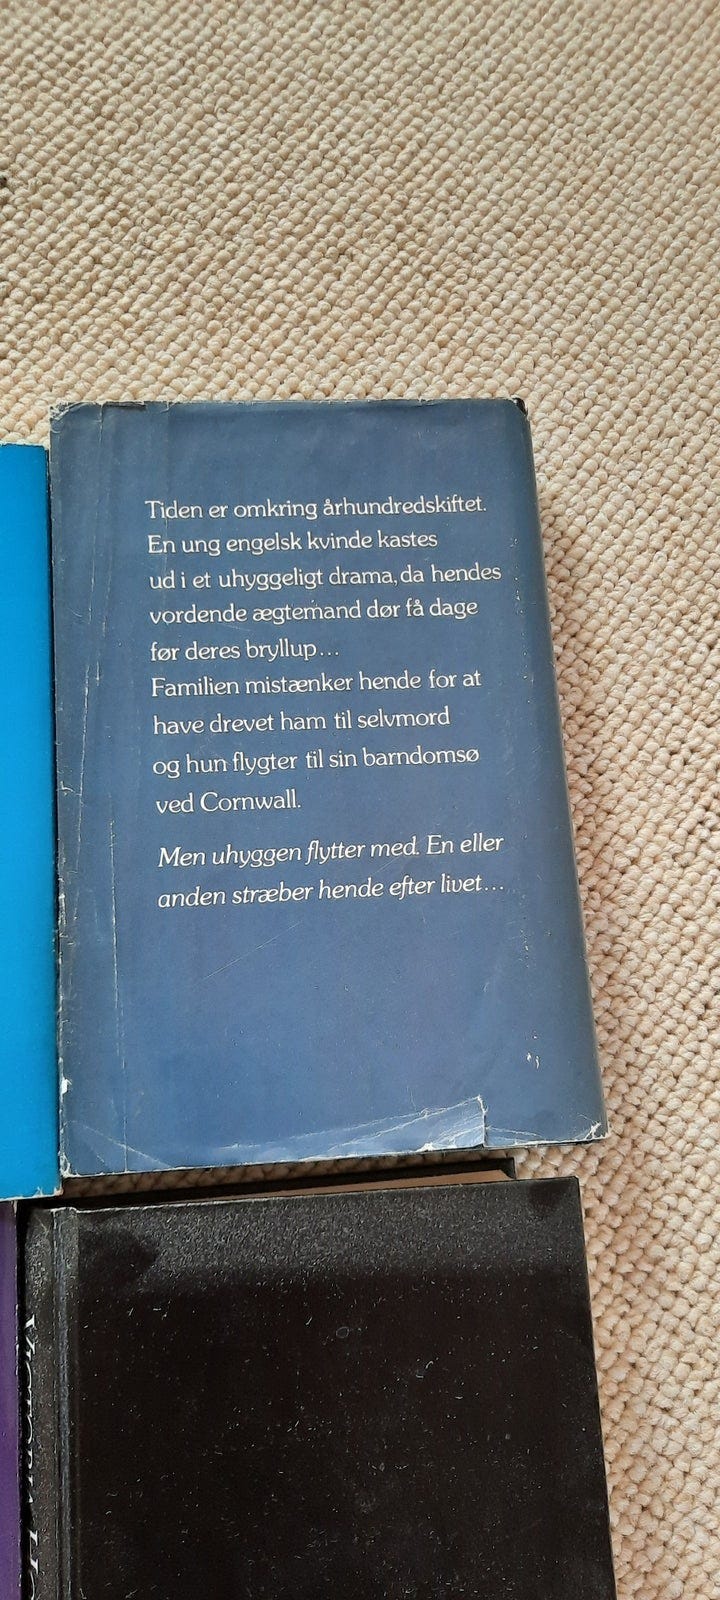 Tiden er omkring århundredskiftet.
En ung engelsk kvinde kastes
ud i et uhyggeligt drama, da hendes
vordende ægtemand dør få dage
før deres bryllup...
Familien mistænker hende for at
have drevet ham til selvmord
og hun flygter til sin barndomsø
ved Cornwall.
Men uhyggen flytter med. En eller
anden stræber hende efter livet...
VICTORIA